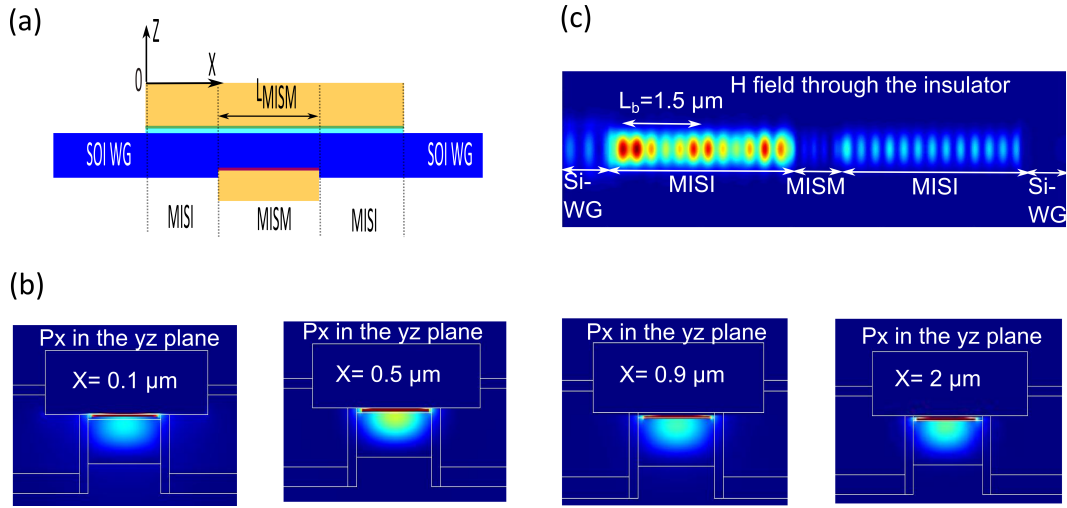 (a)
Z
O
X
L_MISM
SOI WG
SOI WG
MISI
MISM
MISI
(c)
H field through the insulator
L_b=1.5 μm
Si-
WG
MISI
MISM
MISI
Si-
WG
(b)
Px in the yz plane
X= 0.1 μm
Px in the yz plane
X= 0.5 μm
Px in the yz plane
X= 0.9 μm
Px in the yz plane
X= 2 μm